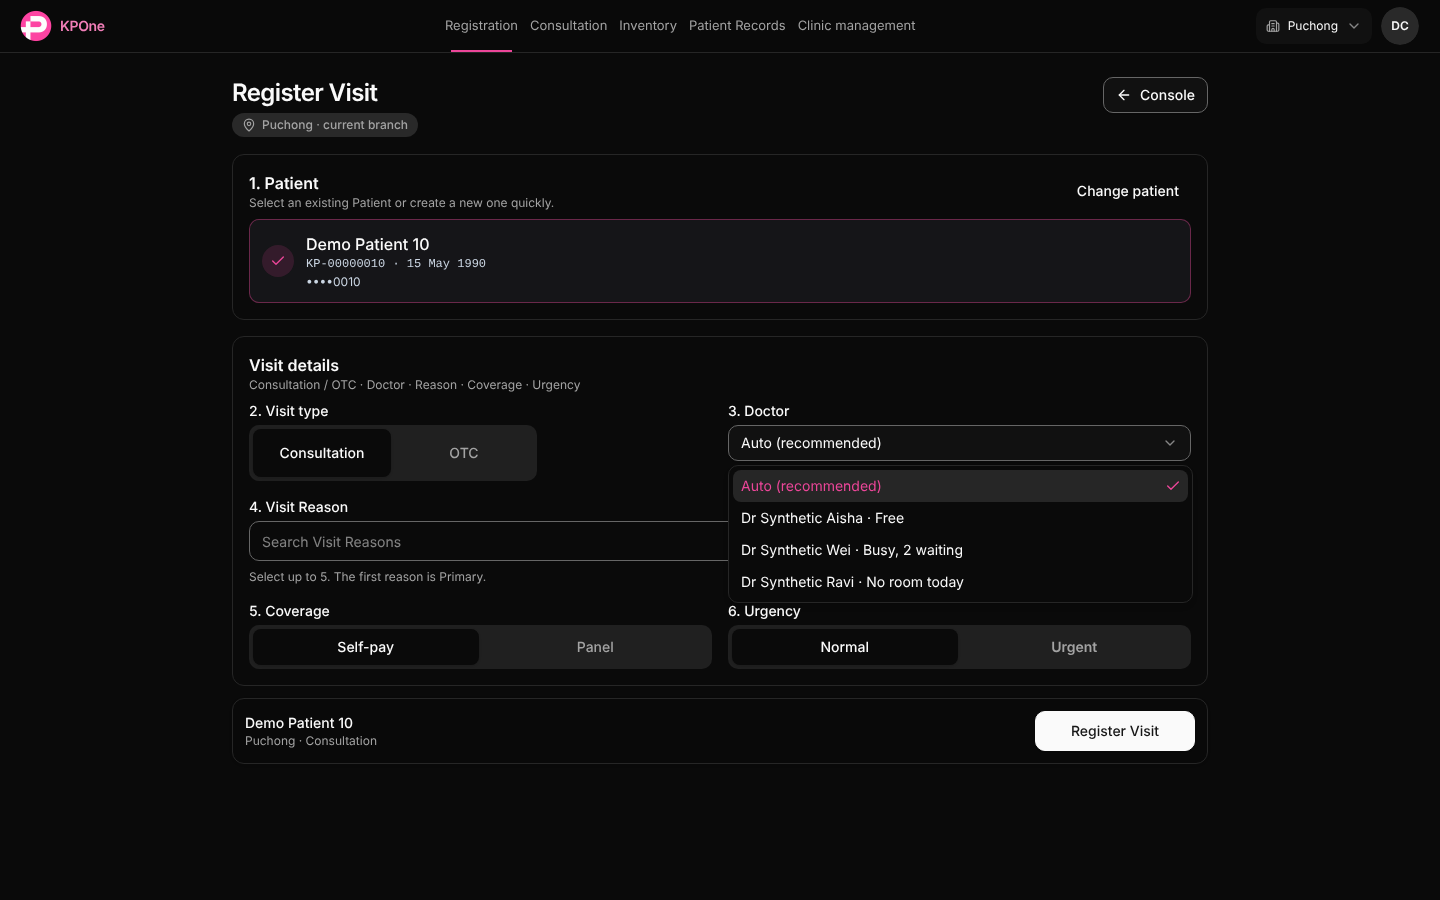 KPOne
Registration
Consultation
Inventory
Patient Records
Clinic management
Puchong
DC
Register Visit
Puchong · current branch
Console
1. Patient
Select an existing Patient or create a new one quickly.
Change patient
Demo Patient 10
KP-00000010 · 15 May 1990
••••0010
Visit details
Consultation / OTC · Doctor · Reason · Coverage · Urgency
2. Visit type
Consultation
OTC
3. Doctor
Auto (recommended)
Auto (recommended)
Dr Synthetic Aisha · Free
Dr Synthetic Wei · Busy, 2 waiting
Dr Synthetic Ravi · No room today
4. Visit Reason
Search Visit Reasons
Select up to 5. The first reason is Primary.
5. Coverage
Self-pay
Panel
6. Urgency
Normal
Urgent
Demo Patient 10
Puchong · Consultation
Register Visit